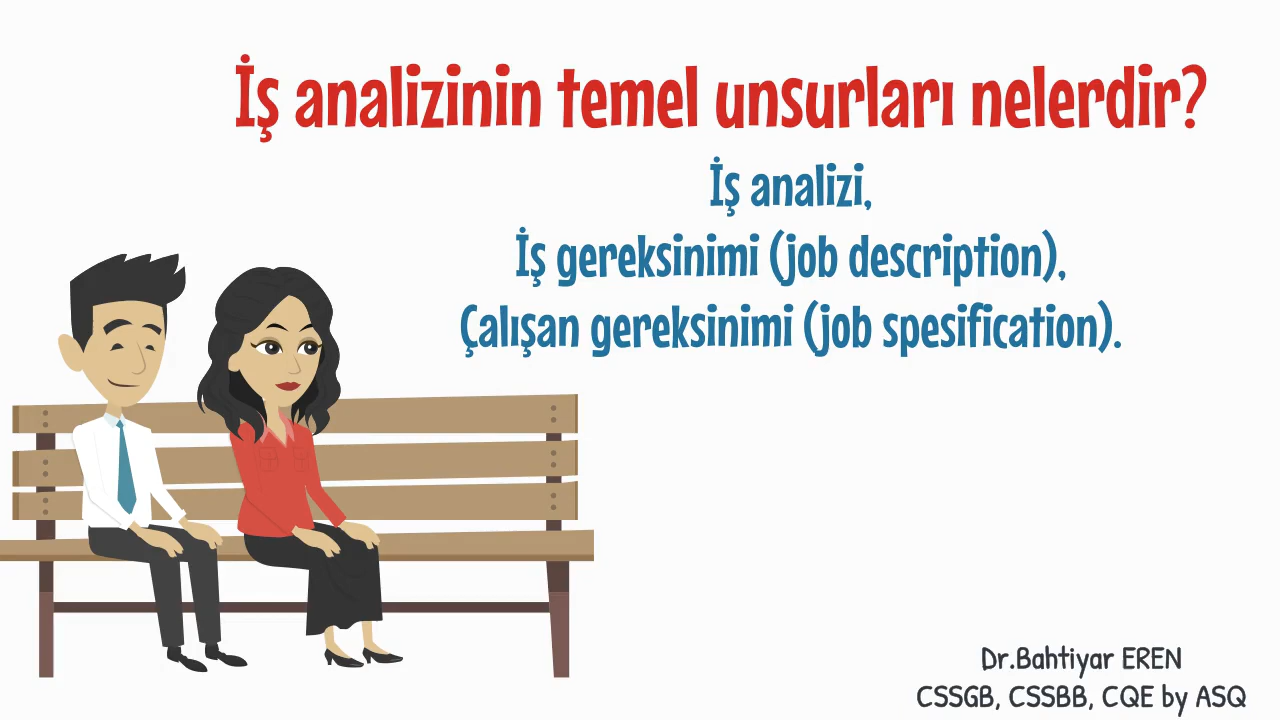 İş analizinin temel unsurları nelerdir?
İş analizi,
İş gereksinimi (job description),
Çalışan gereksinimi (job spesification).
Dr.Bahtiyar EREN
CSSGB, CSSBB, CQE by ASQ